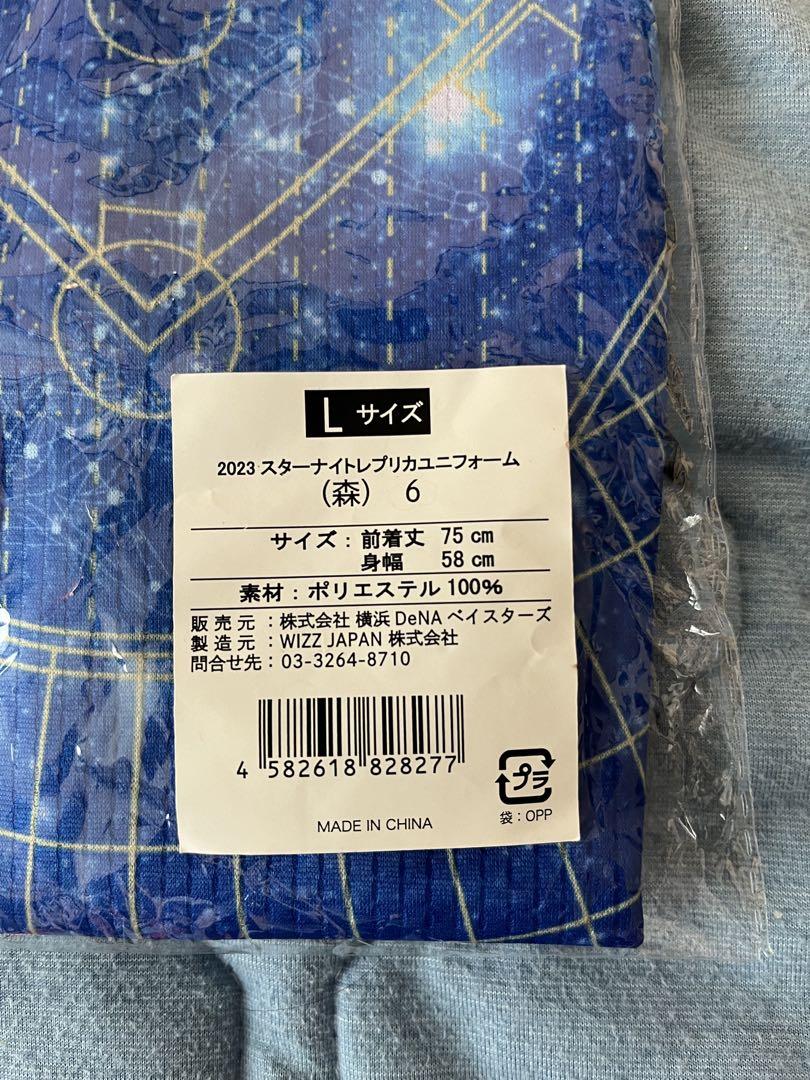 L サイズ
2023 スターナイトレプリカユニフォーム
(森) 6
サイズ : 前着丈 75 cm
身幅 58 cm
素材 : ポリエステル 100%
販売元 : 株式会社 横浜 DeNA ベイスターズ
製造元 : WIZZ JAPAN 株式会社
問合せ先 : 03-3264-8710
4 582618 828277
プラ
袋 : OPP
MADE IN CHINA